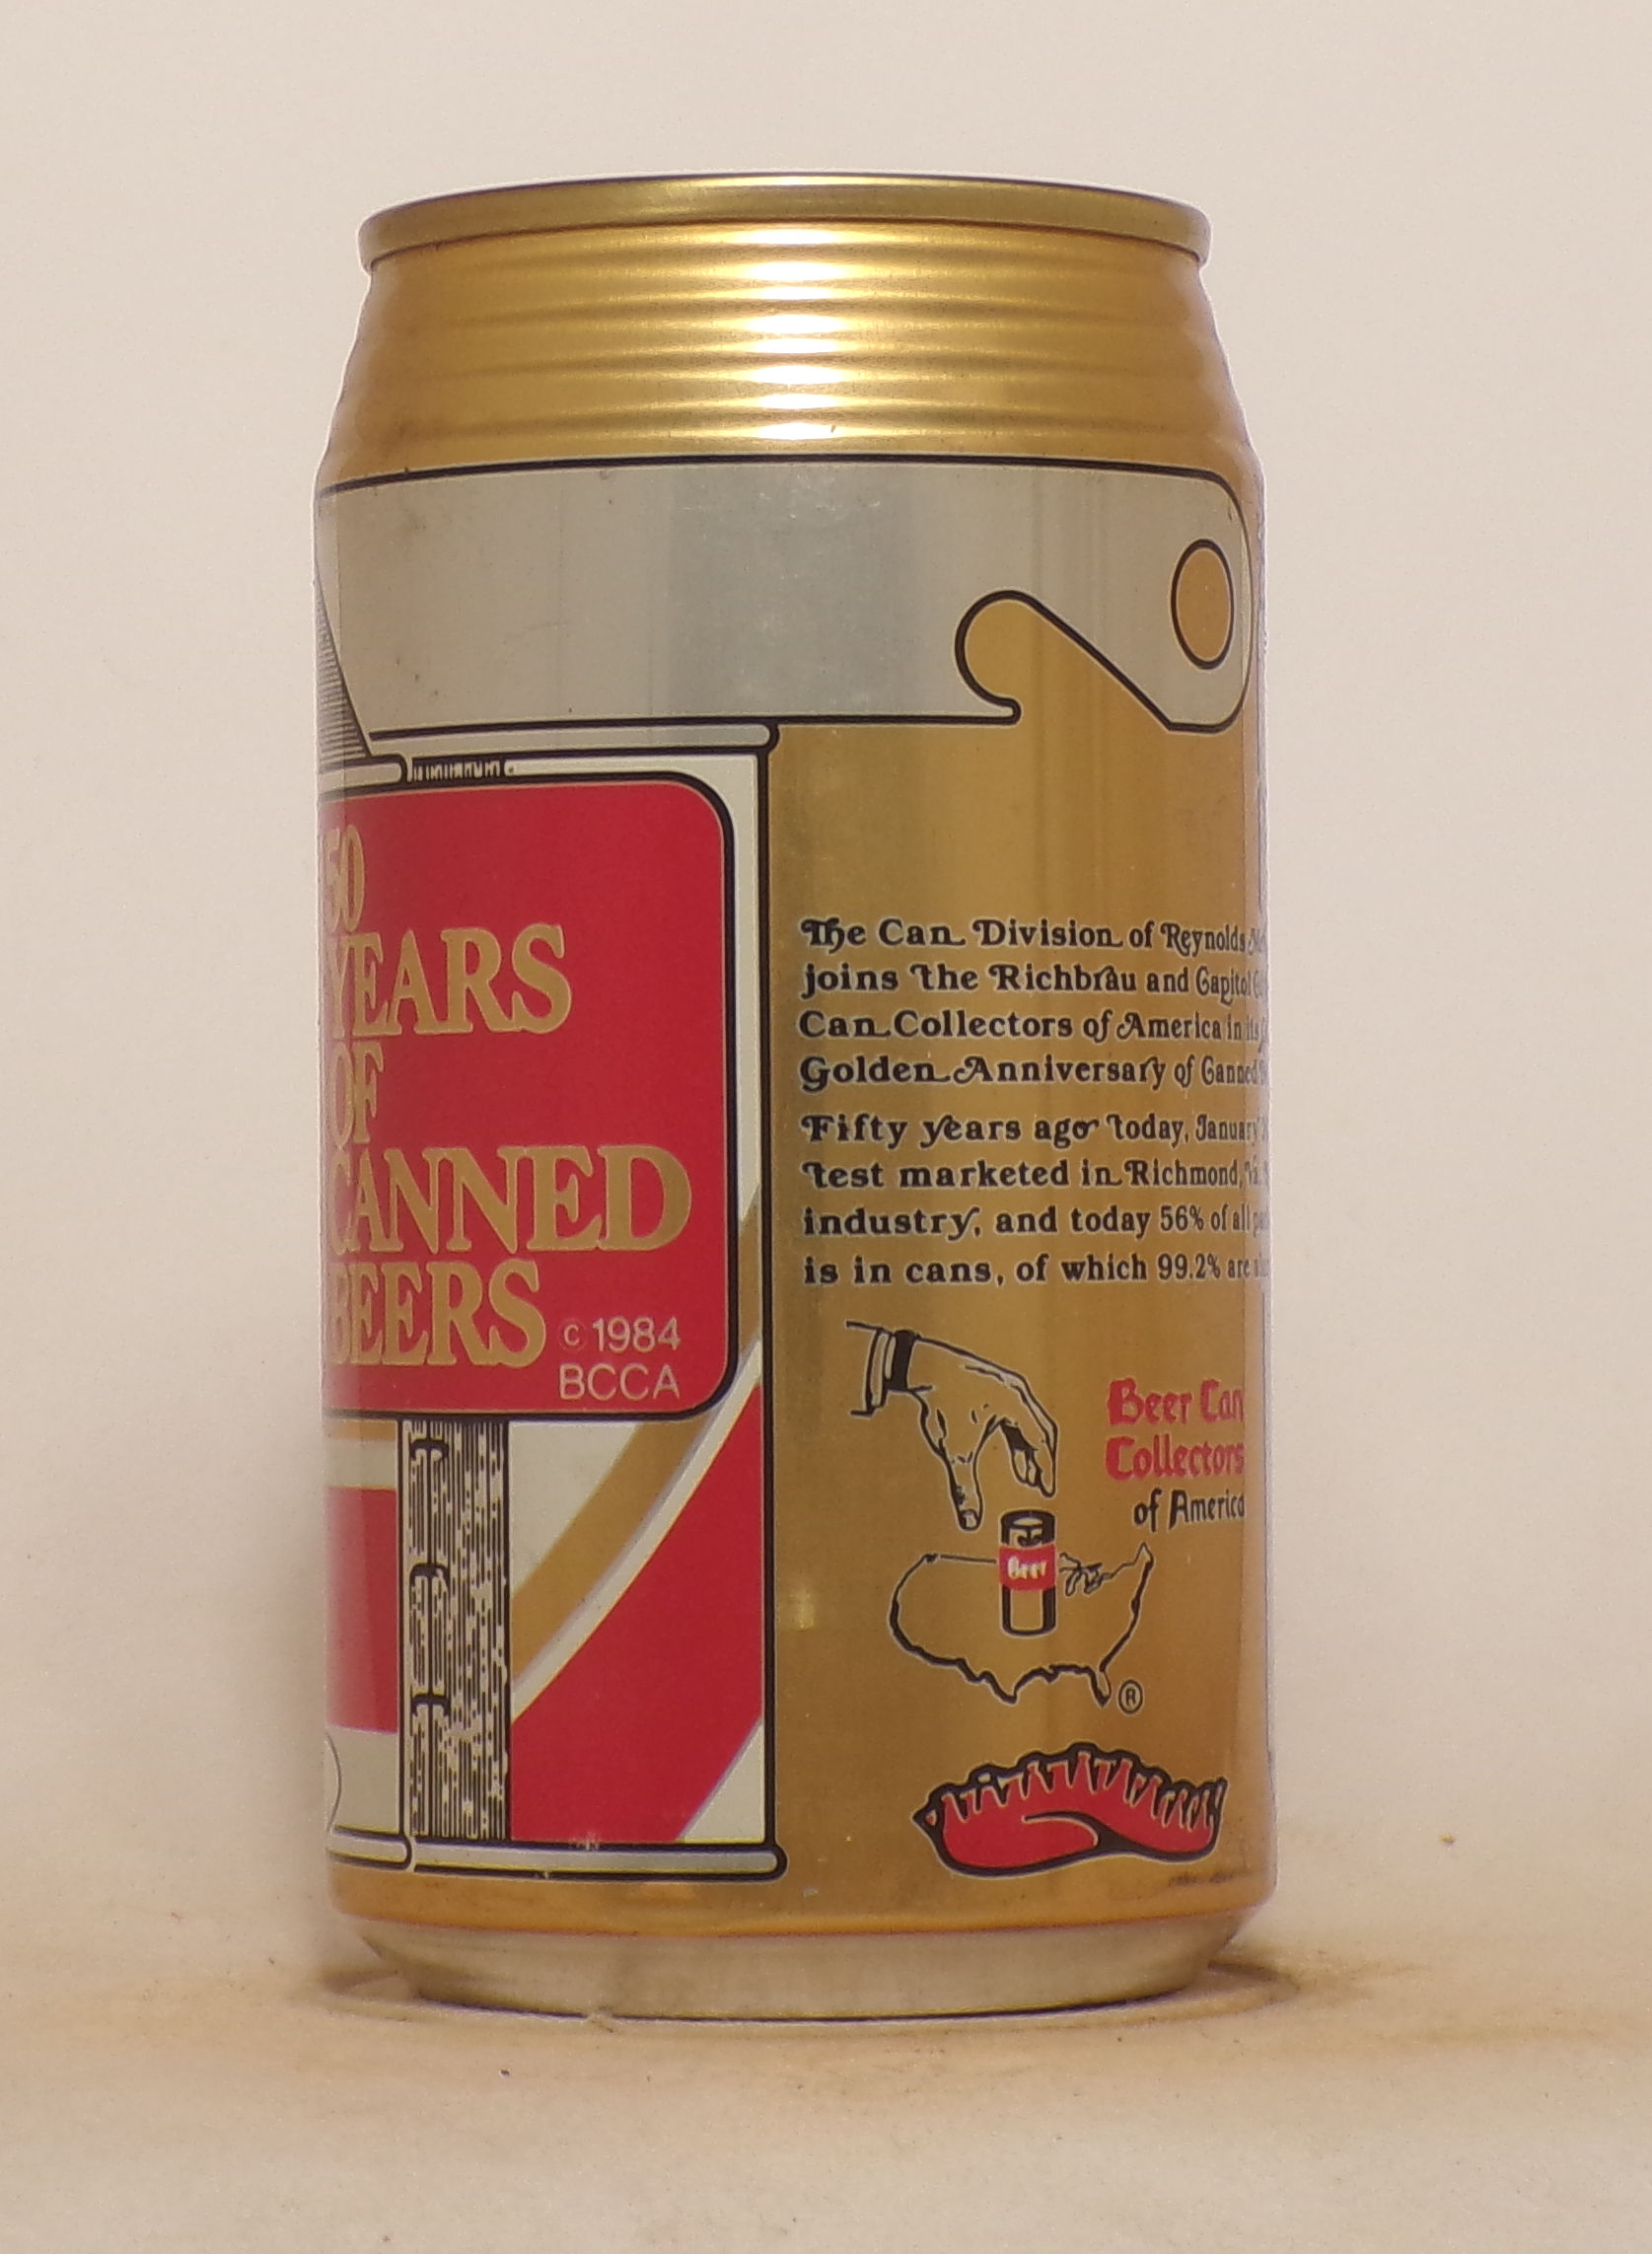 50
YEARS
OF
CANNED
BEERS
© 1984
BCCA
The Can Division of Reynolds
joins the Richbräu and Capitol
Can Collectors of America in its
Golden Anniversary of Canned
Fifty years ago today, January
test marketed in Richmond, Va.
industry, and today 56% of all
is in cans, of which 99.2% are
Beer Can
Collectors
of America
Beer
®